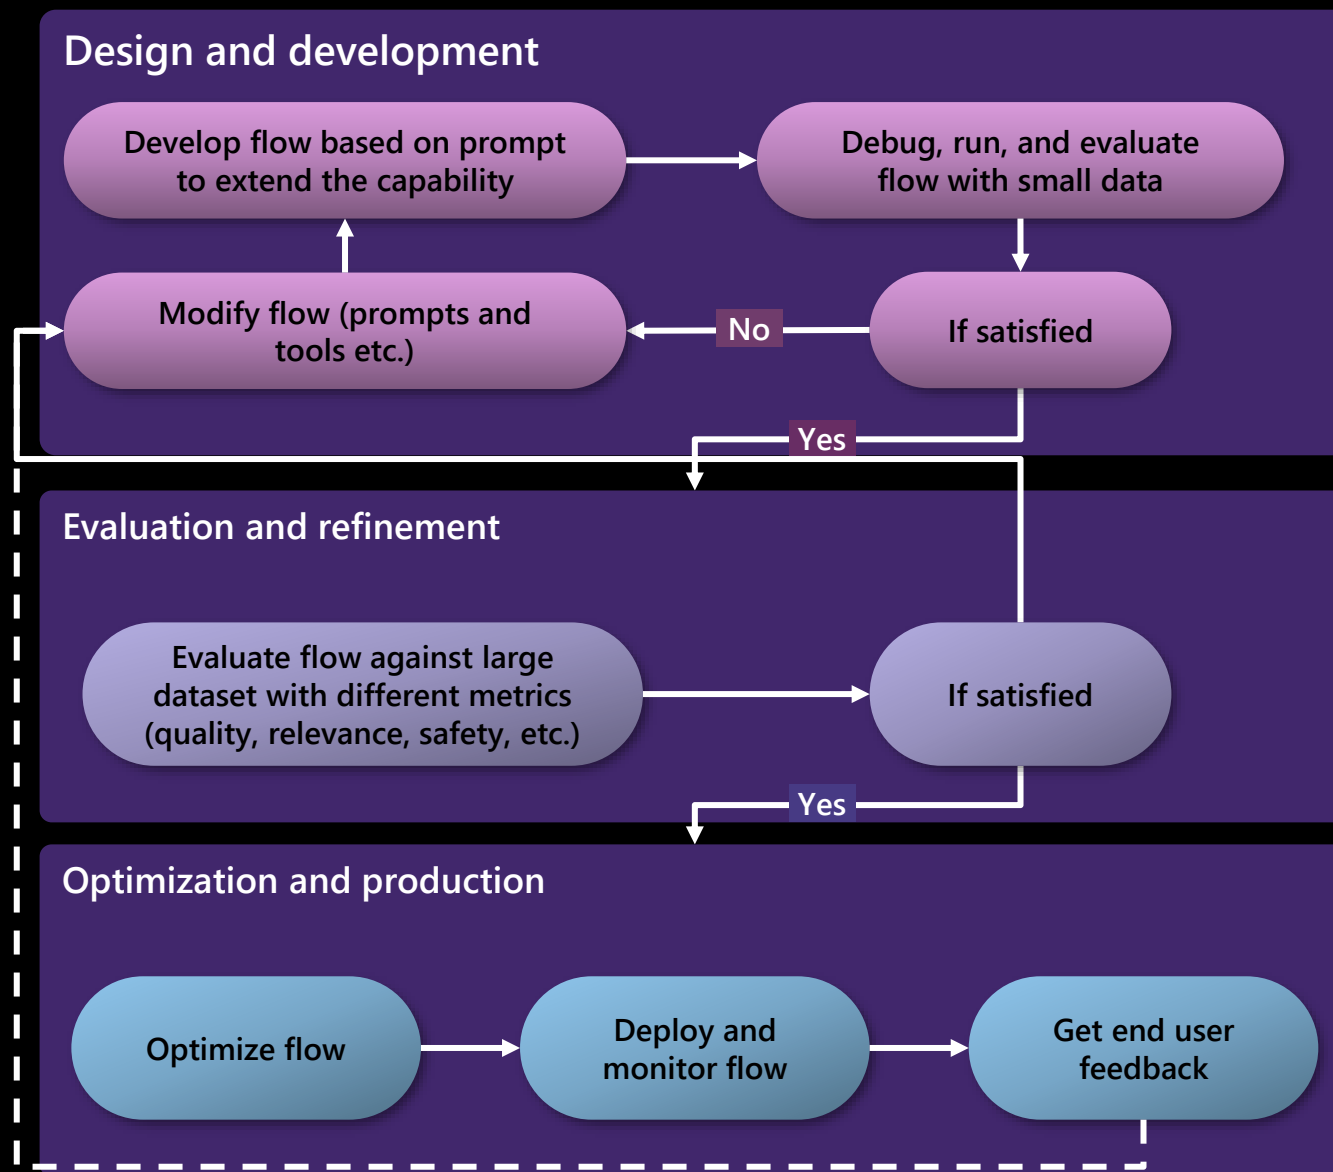 Design and development
Develop flow based on prompt
to extend the capability
Debug, run, and evaluate
flow with small data
Modify flow (prompts and
tools etc.)
No
If satisfied
Yes
Evaluation and refinement
Evaluate flow against large
dataset with different metrics
(quality, relevance, safety, etc.)
If satisfied
Yes
Optimization and production
Optimize flow
Deploy and
monitor flow
Get end user
feedback